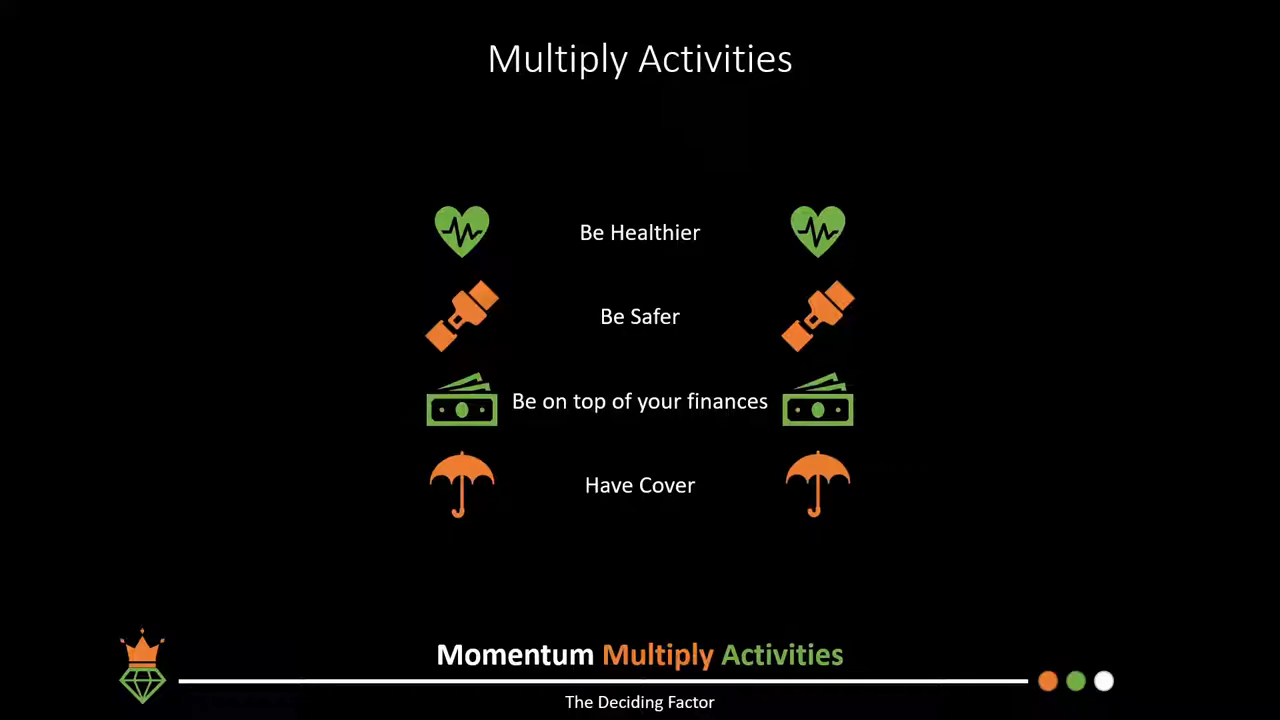 Multiply Activities
Be Healthier
Be Safer
Be on top of your finances
Have Cover
Momentum Multiply Activities
The Deciding Factor